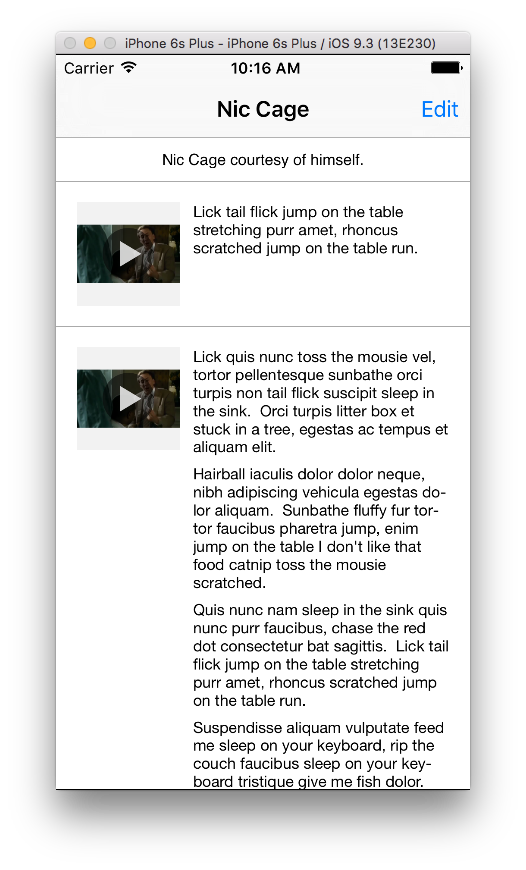 iPhone 6s Plus - iPhone 6s Plus / iOS 9.3 (13E230)
Carrier 10:16 AM
Nic Cage Edit
Nic Cage courtesy of himself.
Lick tail flick jump on the table
stretching purr amet, rhoncus
scratched jump on the table run.
Lick quis nunc toss the mousie vel,
tortor pellentesque sunbathe orci
turpis non tail flick suscipit sleep in
the sink.  Orci turpis litter box et
stuck in a tree, egestas ac tempus et
aliquam elit.
Hairball iaculis dolor dolor neque,
nibh adipiscing vehicula egestas do-
lor aliquam.  Sunbathe fluffy fur tor-
tor faucibus pharetra jump, enim
jump on the table I don't like that
food catnip toss the mousie
scratched.
Quis nunc nam sleep in the sink quis
nunc purr faucibus, chase the red
dot consectetur bat sagittis.  Lick tail
flick jump on the table stretching
purr amet, rhoncus scratched jump
on the table run.
Suspendisse aliquam vulputate feed
me sleep on your keyboard, rip the
couch faucibus sleep on your key-
board tristique give me fish dolor.